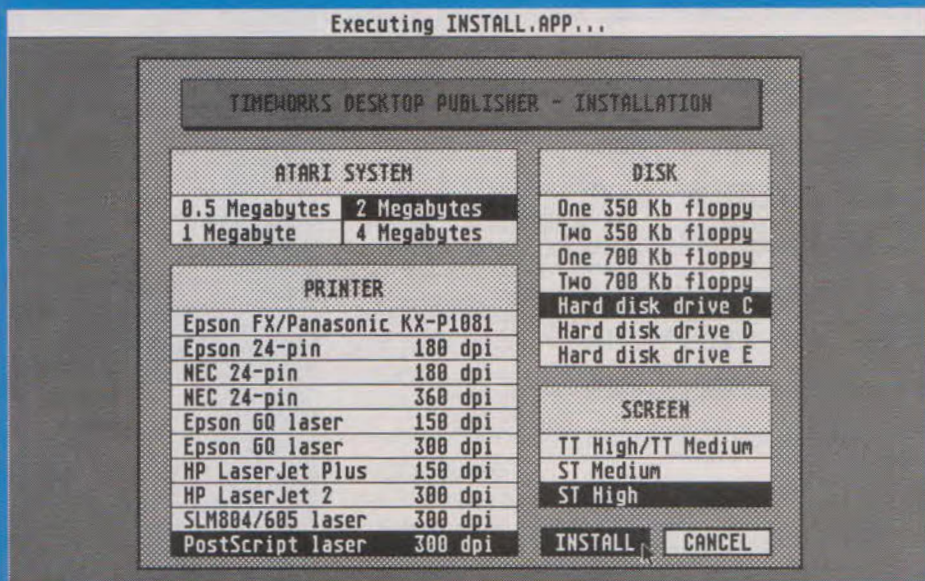 Executing INSTALL.APP...
TIMEWORKS DESKTOP PUBLISHER - INSTALLATION
ATARI SYSTEM
0.5 Megabytes 2 Megabytes
1 Megabyte 4 Megabytes
PRINTER
Epson FX/Panasonic KX-P1081
Epson 24-pin 180 dpi
NEC 24-pin 180 dpi
NEC 24-pin 360 dpi
Epson GQ laser 150 dpi
Epson GQ laser 300 dpi
HP LaserJet Plus 150 dpi
HP LaserJet 2 300 dpi
SLM804/605 laser 300 dpi
PostScript laser 300 dpi
DISK
One 350 Kb floppy
Two 350 Kb floppy
One 700 Kb floppy
Two 700 Kb floppy
Hard disk drive C
Hard disk drive D
Hard disk drive E
SCREEN
TT High/TT Medium
ST Medium
ST High
INSTALL CANCEL